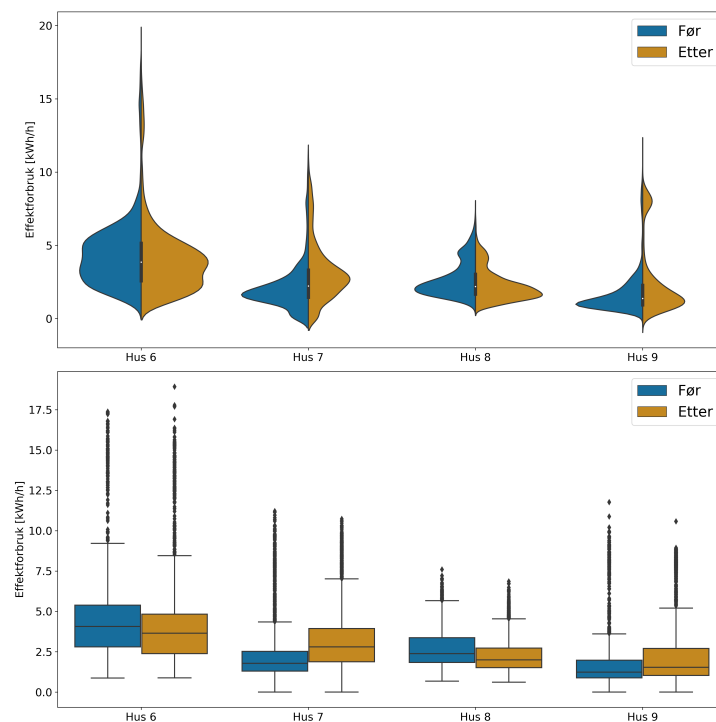 20
15
10
5
0
Effektforbruk [kWh/h]
Før
Etter
Hus 6 Hus 7 Hus 8 Hus 9
17.5
15.0
12.5
10.0
7.5
5.0
2.5
0.0
Effektforbruk [kWh/h]
Før
Etter
Hus 6 Hus 7 Hus 8 Hus 9